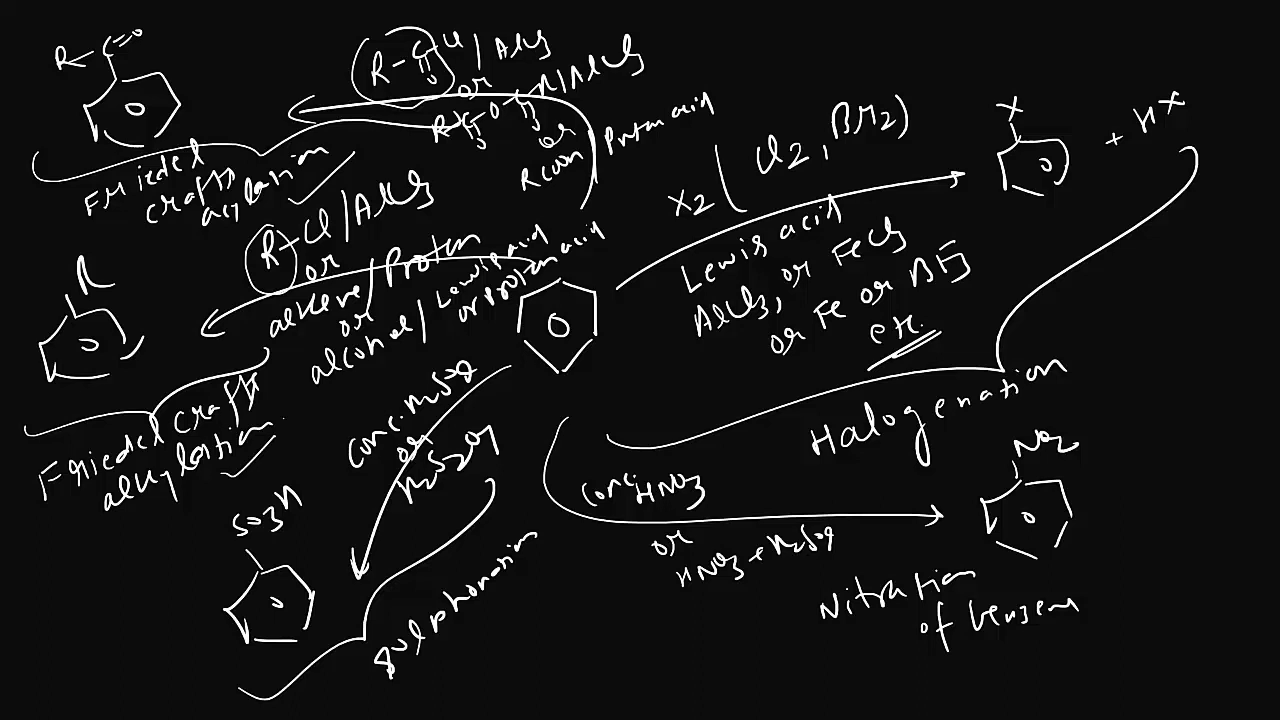 R-C=O
R-C-Cl / AlCl3
O
or
R-C-O-C-R / AlCl3
O O
or
RCOOH / Proton acid
Friedel
crafts
acylation
R-Cl / AlCl3
or
alkene / Proton
or
alcohol / Lewis acid
or Proton acid
R
Friedel crafts
alkylation
X2 (Cl2, Br2)
Lewis acid
AlCl3, or FeCl3
or Fe or BF3
etc.
X
+ HX
Halogenation
conc. H2SO4
or
H2S2O7
SO3H
sulphonation
conc. HNO3
or
HNO3 + H2SO4
NO2
Nitration
of benzene